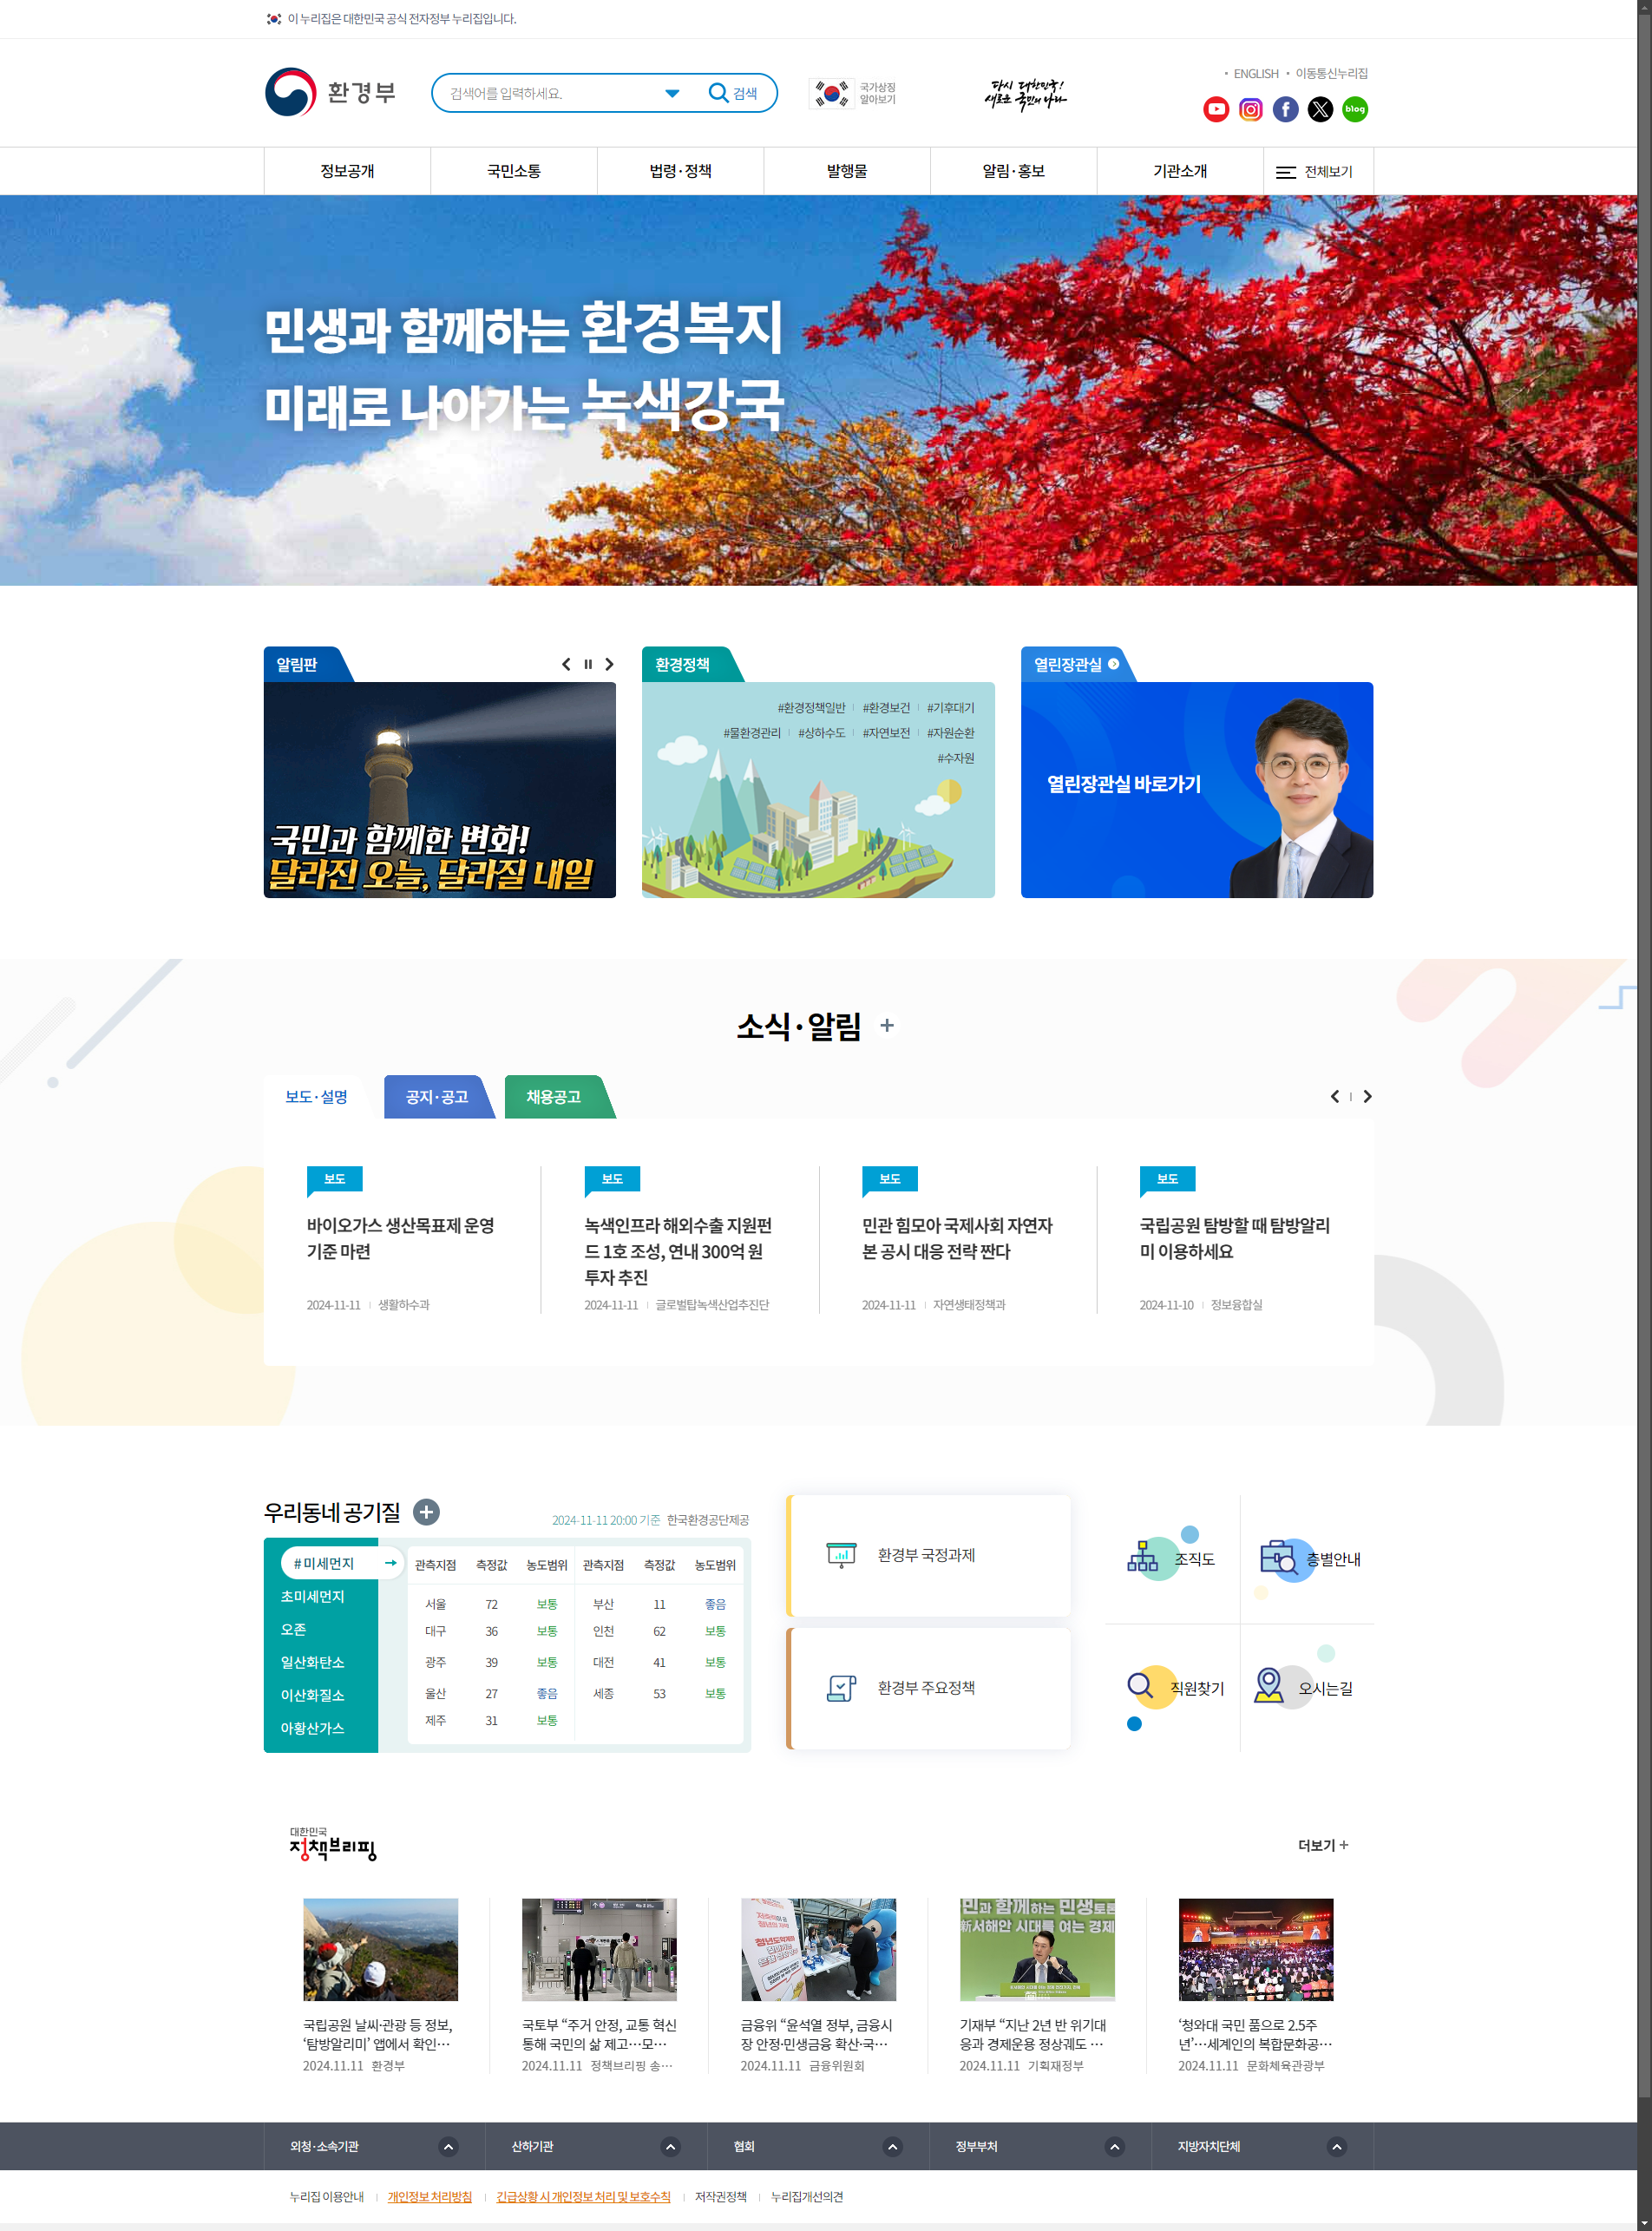 이 누리집은 대한민국 공식 전자정부 누리집입니다.
환경부
검색어를 입력하세요.
검색
국가상징
알아보기
다시 대한민국!
새로운 국민의 나라
ENGLISH
이동통신누리집
blog
정보공개
국민소통
법령·정책
발행물
알림·홍보
기관소개
전체보기
민생과 함께하는 환경복지
미래로 나아가는 녹색강국
알림판
국민과 함께한 변화!
달라진 오늘, 달라질 내일
환경정책
#환경정책일반 #환경보건 #기후대기
#물환경관리 #상하수도 #자연보전 #자원순환
#수자원
열린장관실
열린장관실 바로가기
소식·알림
보도·설명
공지·공고
채용공고
보도
바이오가스 생산목표제 운영
기준 마련
2024-11-11 생활하수과
보도
녹색인프라 해외수출 지원펀
드 1호 조성, 연내 300억 원
투자 추진
2024-11-11 글로벌탑녹색산업추진단
보도
민관 힘모아 국제사회 자연자
본 공시 대응 전략 짠다
2024-11-11 자연생태정책과
보도
국립공원 탐방할 때 탐방알리
미 이용하세요
2024-11-10 정보융합실
우리동네 공기질
2024-11-11 20:00 기준 한국환경공단제공
# 미세먼지
초미세먼지
오존
일산화탄소
이산화질소
아황산가스
관측지점 측정값 농도범위 관측지점 측정값 농도범위
서울 72 보통 부산 11 좋음
대구 36 보통 인천 62 보통
광주 39 보통 대전 41 보통
울산 27 좋음 세종 53 보통
제주 31 보통
환경부 국정과제
환경부 주요정책
조직도
층별안내
직원찾기
오시는길
대한민국
정책브리핑
더보기
민과 함께하는 민생토론
新서해안 시대를 여는 경제
국립공원 날씨·관광 등 정보,
‘탐방알리미’ 앱에서 확인…
2024.11.11 환경부
국토부 “주거 안정, 교통 혁신
통해 국민의 삶 제고…모…
2024.11.11 정책브리핑 송…
금융위 “윤석열 정부, 금융시
장 안정·민생금융 확산·국…
2024.11.11 금융위원회
기재부 “지난 2년 반 위기대
응과 경제운용 정상궤도 …
2024.11.11 기획재정부
‘청와대 국민 품으로 2.5주
년’…세계인의 복합문화공…
2024.11.11 문화체육관광부
외청·소속기관
산하기관
협회
정부부처
지방자치단체
누리집 이용안내
개인정보 처리방침
긴급상황 시 개인정보 처리 및 보호수칙
저작권정책
누리집개선의견